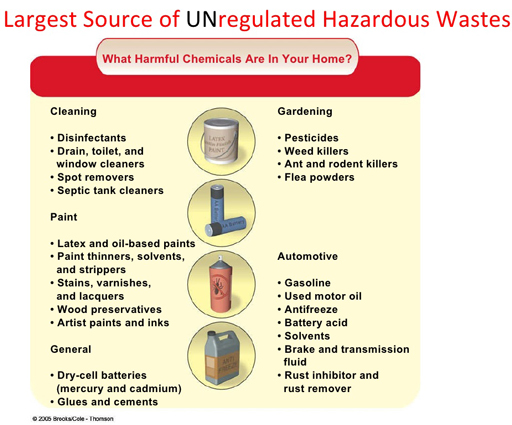 Largest Source of UNregulated Hazardous Wastes
What Harmful Chemicals Are In Your Home?
Cleaning
• Disinfectants
• Drain, toilet, and
window cleaners
• Spot removers
• Septic tank cleaners
Paint
• Latex and oil-based paints
• Paint thinners, solvents,
and strippers
• Stains, varnishes,
and lacquers
• Wood preservatives
• Artist paints and inks
General
• Dry-cell batteries
(mercury and cadmium)
• Glues and cements
LATEX
PAINT
Gardening
• Pesticides
• Weed killers
• Ant and rodent killers
• Flea powders
Automotive
• Gasoline
• Used motor oil
• Antifreeze
• Battery acid
• Solvents
• Brake and transmission
fluid
• Rust inhibitor and
rust remover
© 2005 Brooks/Cole - Thomson